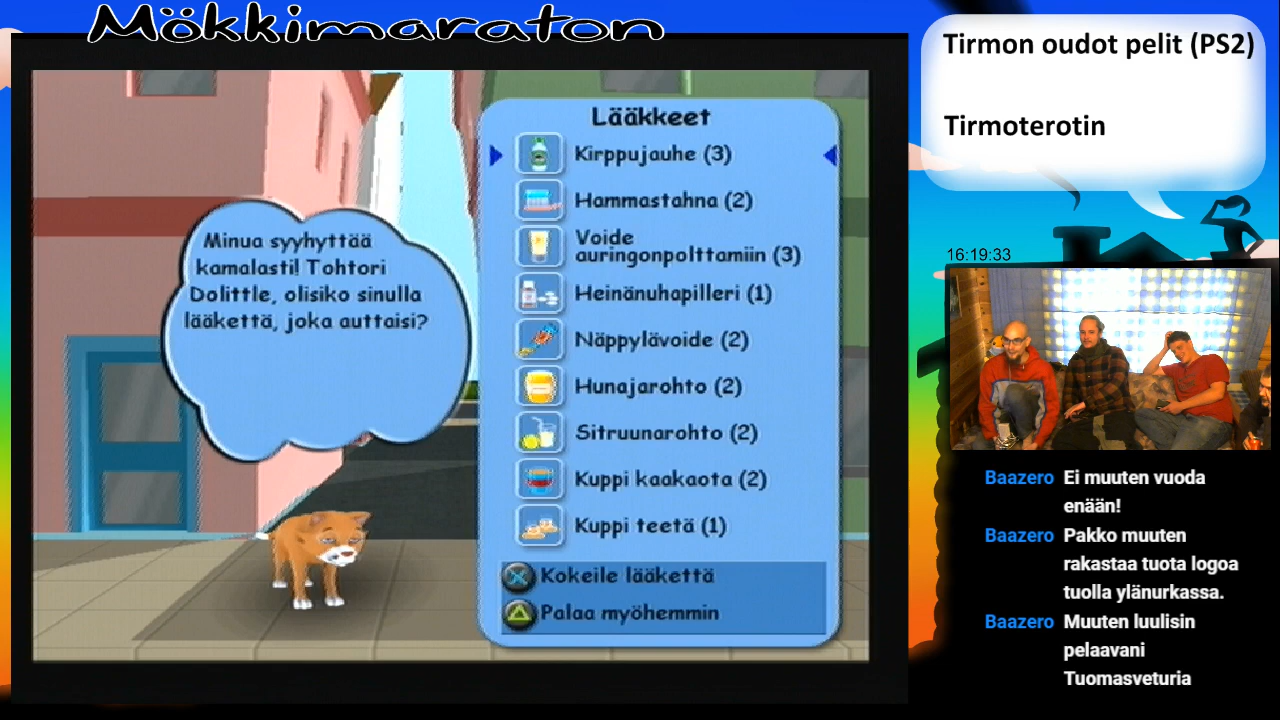 Mökkimaraton
Tirmon oudot pelit (PS2)
Tirmoterotin
Lääkkeet
Kirppujauhe (3)
Hammastahna (2)
Voide
auringonpolttamiin (3)
Heinänuhapilleri (1)
Näppylävoide (2)
Hunajarohto (2)
Sitruunarohto (2)
Kuppi kaakaota (2)
Kuppi teetä (1)
Kokeile lääkettä
Palaa myöhemmin
Minua syyhyttää
kamalasti! Tohtori
Dolittle, olisiko sinulla
lääkettä, joka auttaisi?
16:19:33
Baazero Ei muuten vuoda
enään!
Baazero Pakko muuten
rakastaa tuota logoa
tuolla ylänurkassa.
Baazero Muuten luulisin
pelaavani
Tuomasveturia